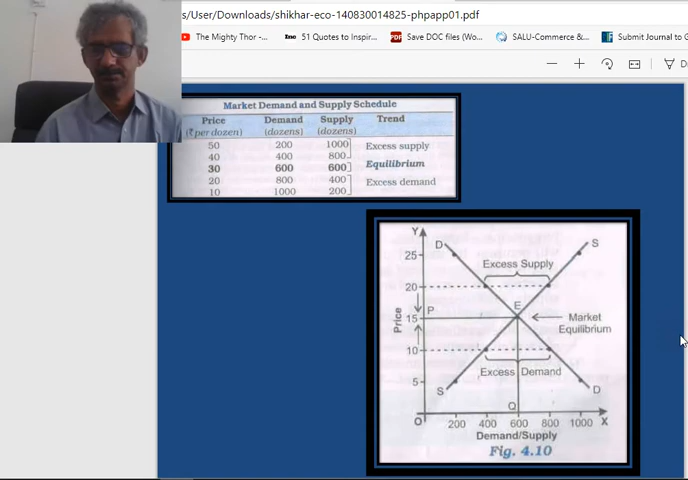 s/User/Downloads/shikhar-eco-140830014825-phpapp01.pdf
The Mighty Thor -... 51 Quotes to Inspir... Save DOC files (Wo... SALU-Commerce &... Submit Journal to G
Market Demand and Supply Schedule
Price Demand Supply Trend
(₹ per dozen) (dozens) (dozens)
50 200 1000 Excess supply
40 400 800
30 600 600 Equilibrium
20 800 400 Excess demand
10 1000 200
Y
D S
25
Excess Supply
20
E
P
15 Market
Equilibrium
Price
10
Excess Demand
5
S D
Q
O 200 400 600 800 1000 X
Demand/Supply
Fig. 4.10